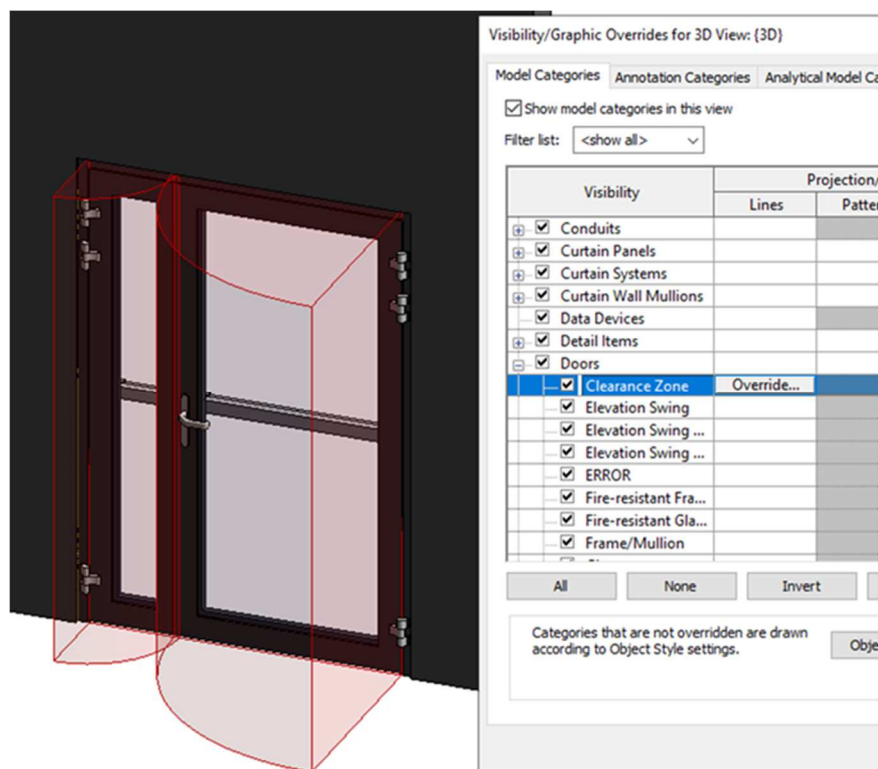 Visibility/Graphic Overrides for 3D View: {3D}
Model Categories Annotation Categories Analytical Model Ca
Show model categories in this view
Filter list: <show all>
Visibility Projection/
Lines Patter
Conduits
Curtain Panels
Curtain Systems
Curtain Wall Mullions
Data Devices
Detail Items
Doors
Clearance Zone Override...
Elevation Swing
Elevation Swing ...
Elevation Swing ...
ERROR
Fire-resistant Fra...
Fire-resistant Gla...
Frame/Mullion
All None Invert
Categories that are not overridden are drawn
according to Object Style settings.
Obje